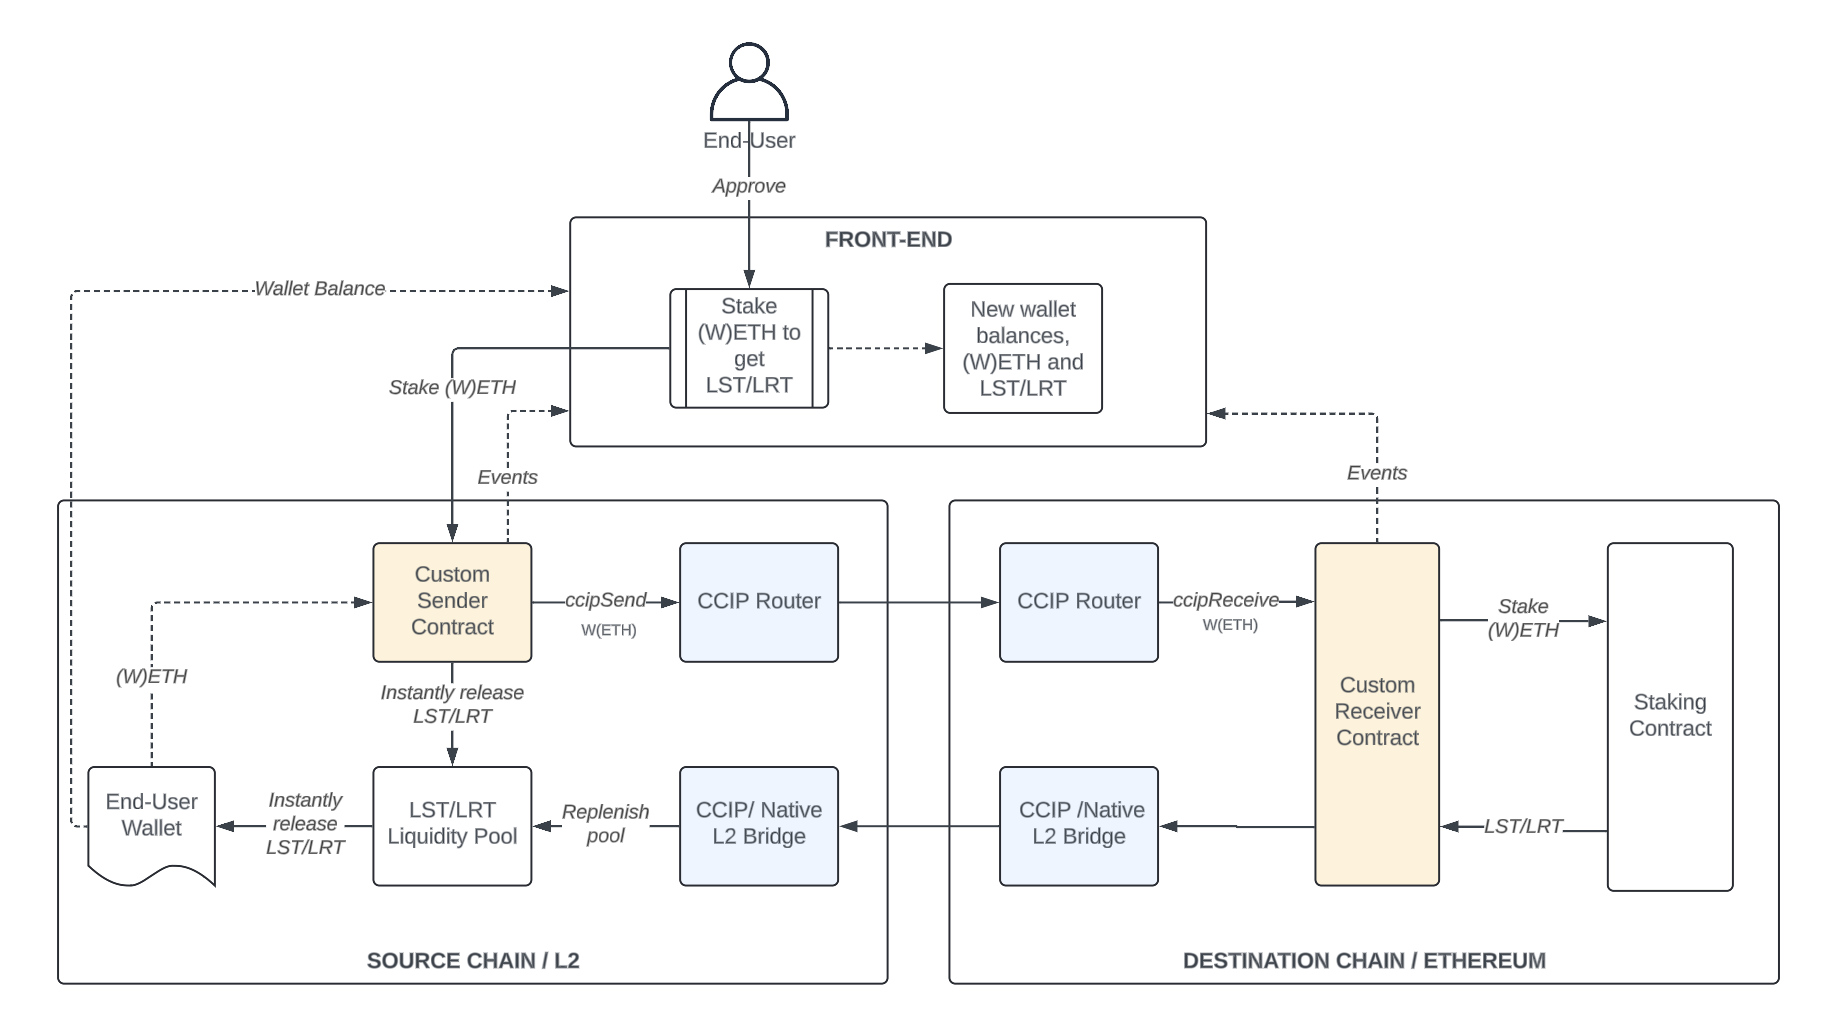 End-User
Approve
FRONT-END
Wallet Balance
Stake
(W)ETH to
get
LST/LRT
New wallet
balances,
(W)ETH and
LST/LRT
Stake (W)ETH
Events
Events
Custom
Sender
Contract
ccipSend
W(ETH)
CCIP Router
CCIP Router
ccipReceive
W(ETH)
Stake
(W)ETH
Custom
Receiver
Contract
Staking
Contract
(W)ETH
Instantly release
LST/LRT
End-User
Wallet
Instantly
release
LST/LRT
LST/LRT
Liquidity Pool
Replenish
pool
CCIP/ Native
L2 Bridge
CCIP /Native
L2 Bridge
LST/LRT
SOURCE CHAIN / L2
DESTINATION CHAIN / ETHEREUM